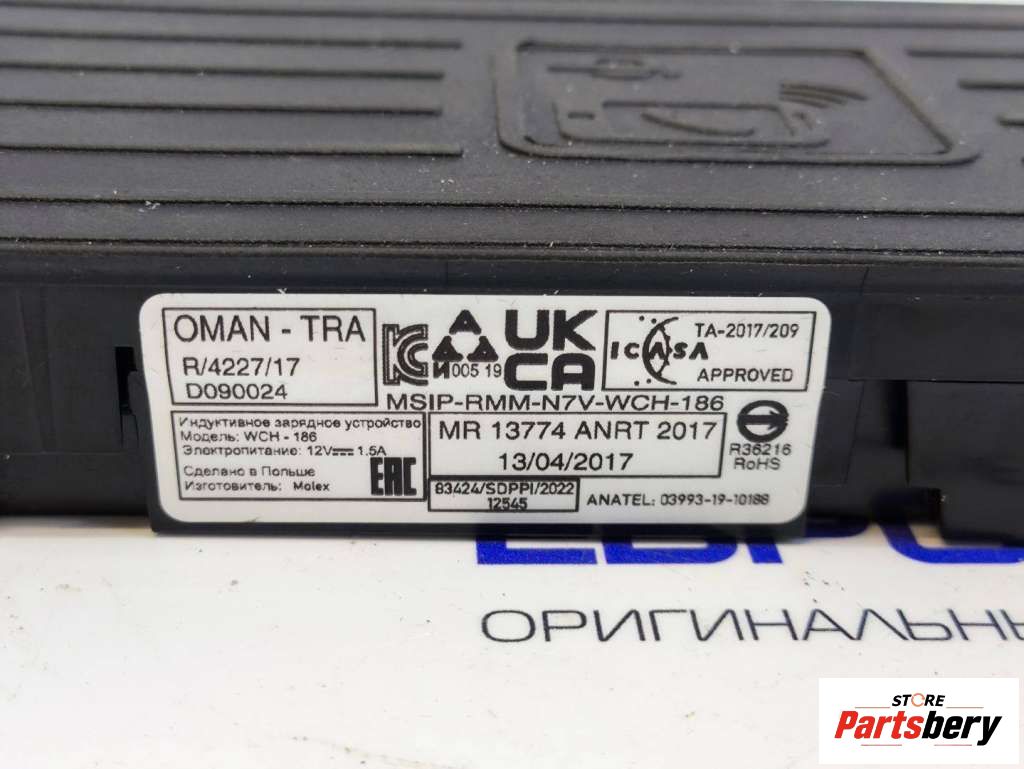 OMAN - TRA
R/4227/17
D090024
И005 19
UK
CA
ICASA
TA-2017/209
APPROVED
MSIP-RMM-N7V-WCH-186
Индуктивное зарядное устройство
Модель: WCH - 186
Электропитание: 12V⎓ 1.5A
Сделано в Польше
Изготовитель: Molex
EAC
MR 13774 ANRT 2017
13/04/2017
R36216
RoHS
83424/SDPPI/2022
12545
ANATEL: 03993-19-10188
ОРИГИНАЛЬН
STORE
Partsbery